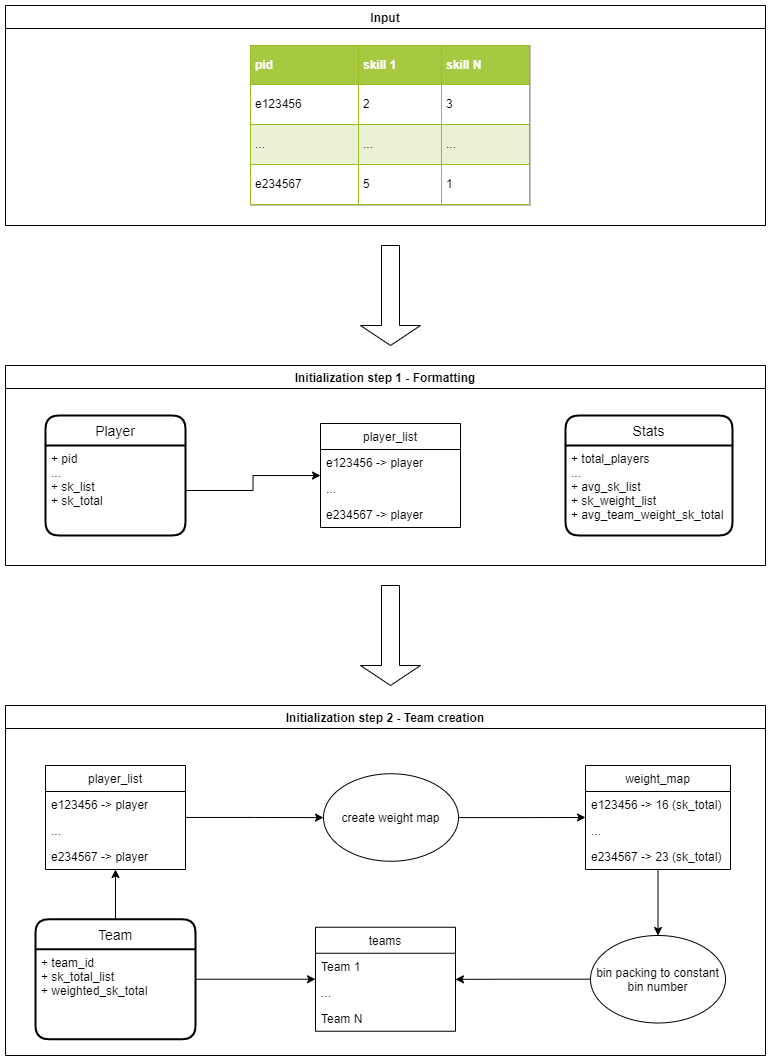 Input
pid skill 1 skill N
e123456 2 3
... ... ...
e234567 5 1
Initialization step 1 - Formatting
Player
+ pid
...
+ sk_list
+ sk_total
player_list
e123456 -> player
...
e234567 -> player
Stats
+ total_players
...
+ avg_sk_list
+ sk_weight_list
+ avg_team_weight_sk_total
Initialization step 2 - Team creation
player_list
e123456 -> player
...
e234567 -> player
create weight map
weight_map
e123456 -> 16 (sk_total)
...
e234567 -> 23 (sk_total)
Team
+ team_id
+ sk_total_list
+ weighted_sk_total
teams
Team 1
...
Team N
bin packing to constant
bin number